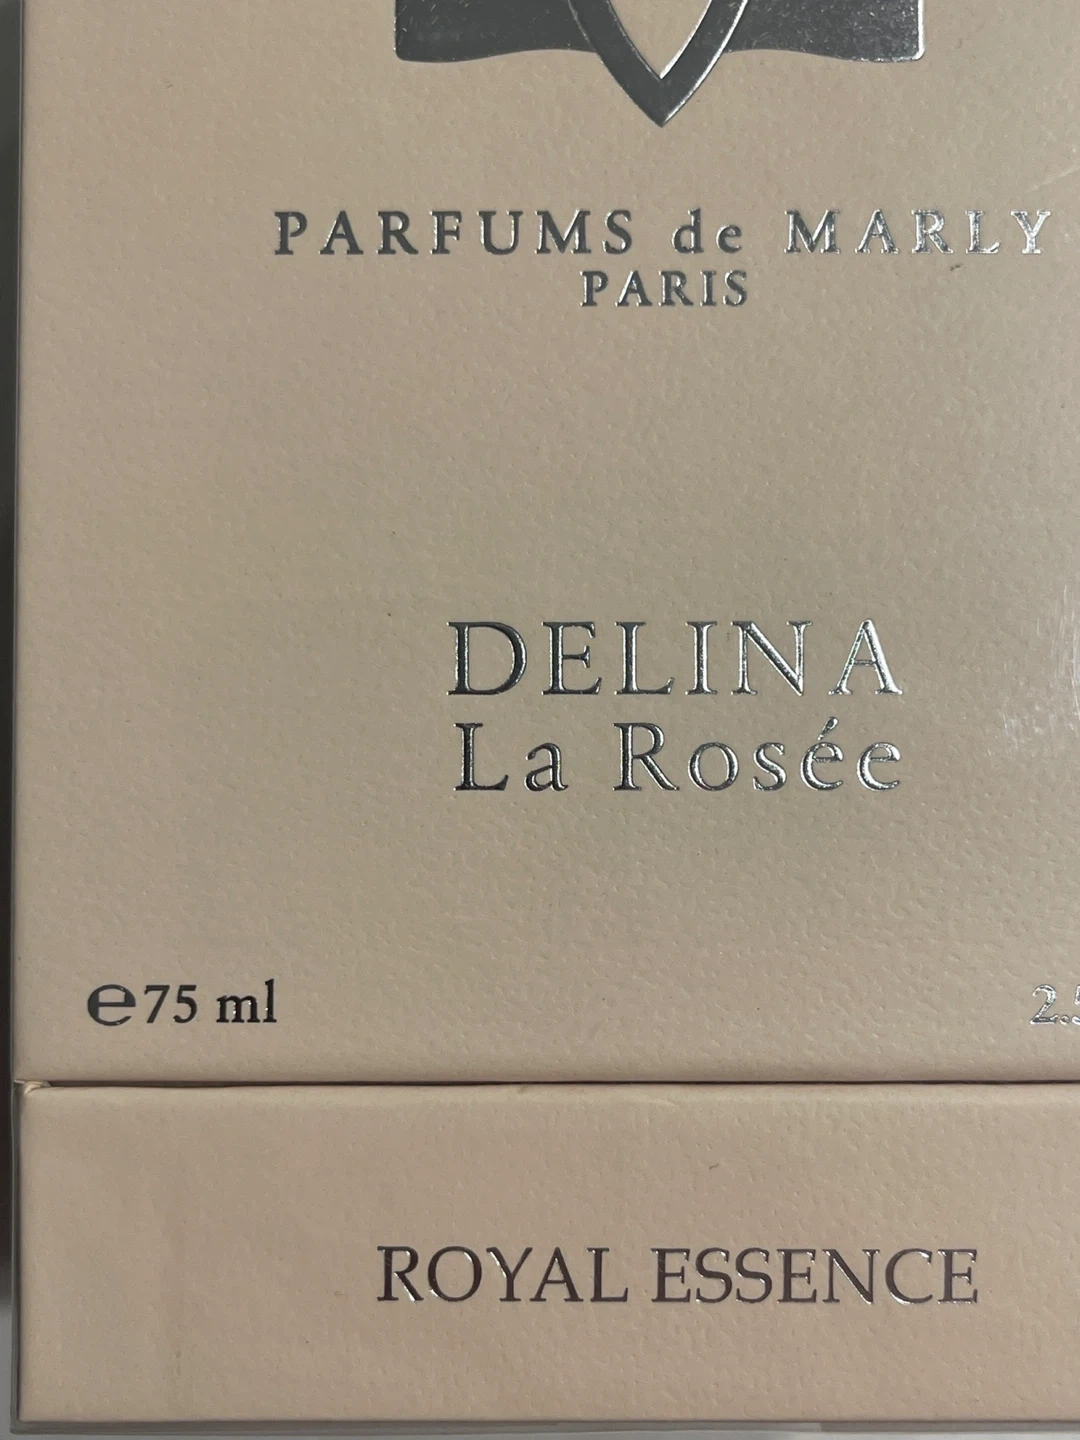 PARFUMS de MARLY
PARIS
DELINA
La Rosée
℮75 ml
ROYAL ESSENCE